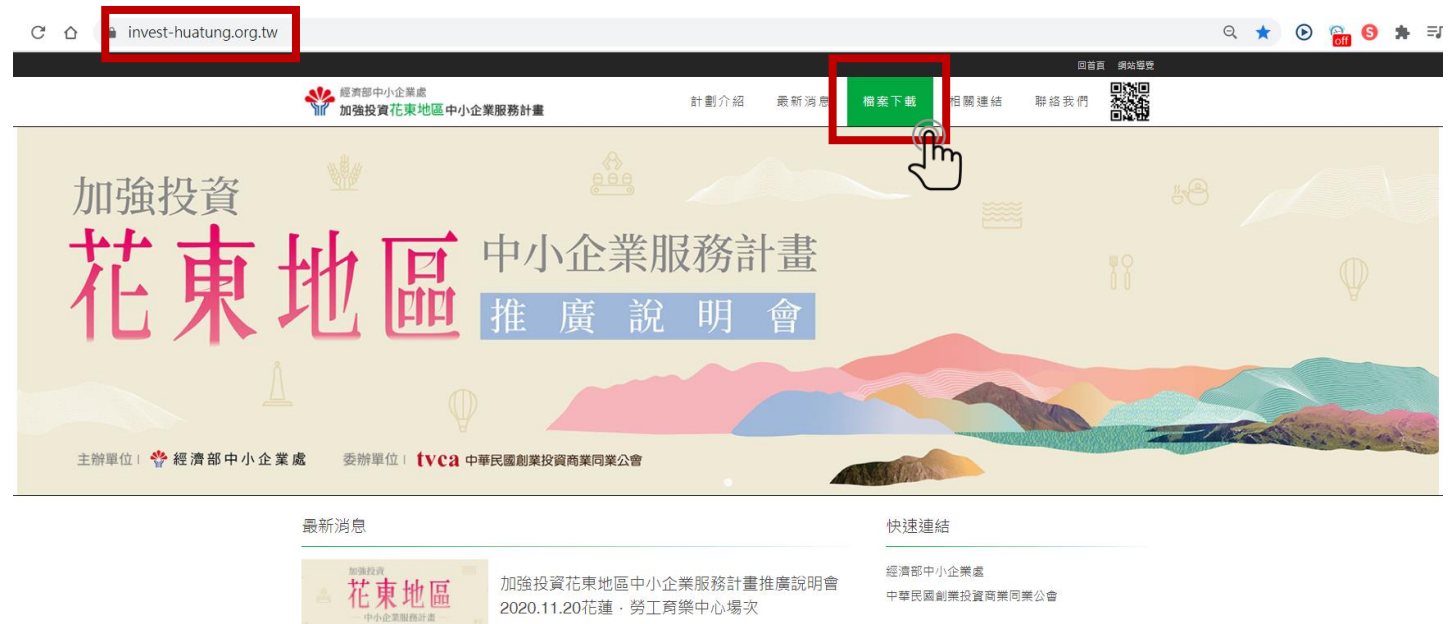 invest-huatung.org.tw
off
S
回首頁 網站導覽
經濟部中小企業處
加強投資花東地區中小企業服務計畫
計劃介紹 最新消息 檔案下載 相關連結 聯絡我們
加強投資
花東地區
中小企業服務計畫
推廣說明會
主辦單位 經濟部中小企業處 委辦單位 tvca 中華民國創業投資商業同業公會
最新消息
快速連結
加強投資
花東地區
中小企業服務計畫
加強投資花東地區中小企業服務計畫推廣說明會
2020.11.20花蓮．勞工育樂中心場次
經濟部中小企業處
中華民國創業投資商業同業公會